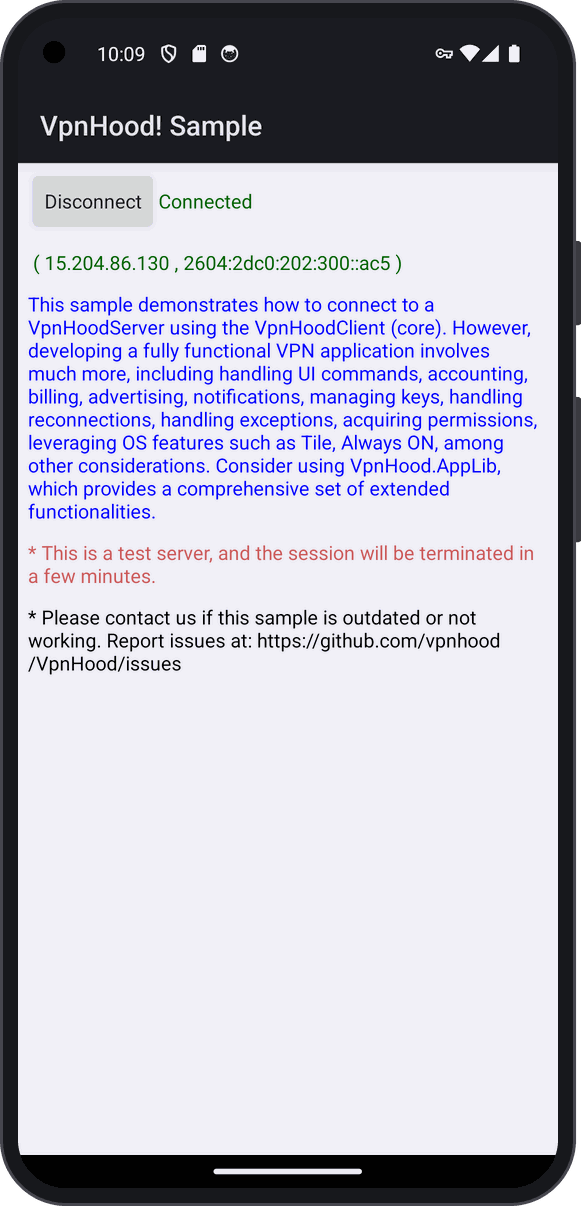 10:09
VpnHood! Sample
Disconnect Connected
( 15.204.86.130 , 2604:2dc0:202:300::ac5 )
This sample demonstrates how to connect to a
VpnHoodServer using the VpnHoodClient (core). However,
developing a fully functional VPN application involves
much more, including handling UI commands, accounting,
billing, advertising, notifications, managing keys, handling
reconnections, handling exceptions, acquiring permissions,
leveraging OS features such as Tile, Always ON, among
other considerations. Consider using VpnHood.AppLib,
which provides a comprehensive set of extended
functionalities.
* This is a test server, and the session will be terminated in
a few minutes.
* Please contact us if this sample is outdated or not
working. Report issues at: https://github.com/vpnhood
/VpnHood/issues